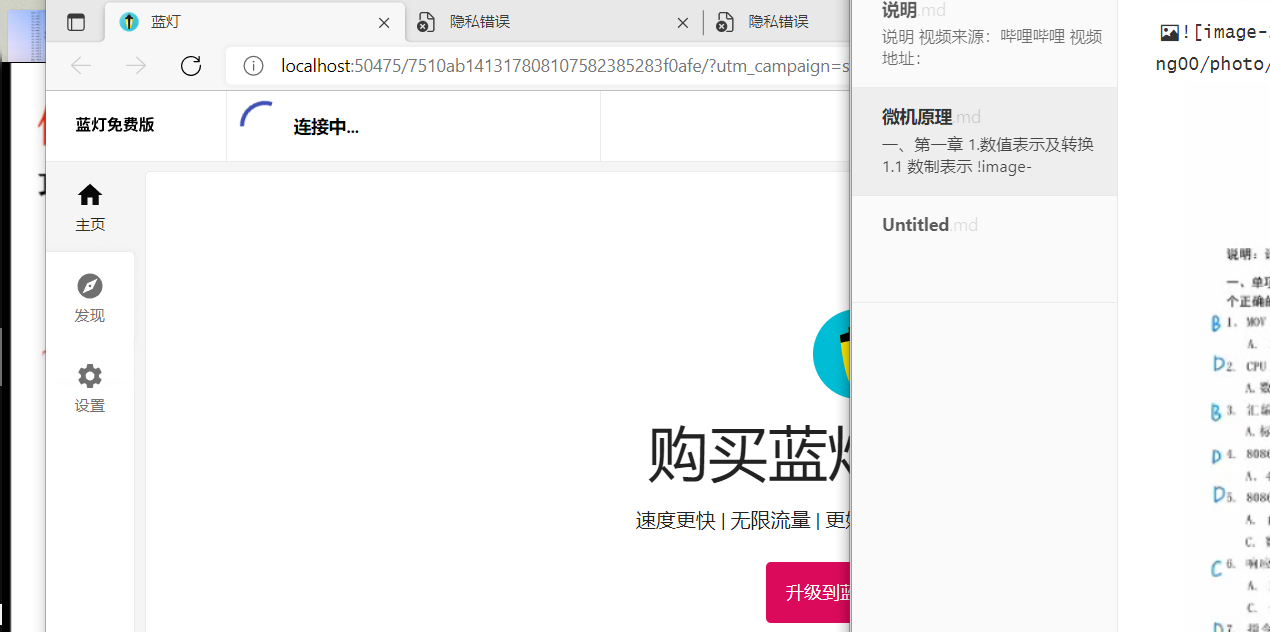 蓝灯
隐私错误
隐私错误
localhost:50475/7510ab141317808107582385283f0afe/?utm_campaign=s
蓝灯免费版
连接中...
主页
发现
设置
购买蓝
速度更快 | 无限流量 | 更
升级到蓝
说明.md
说明 视频来源：哔哩哔哩 视频
地址：
微机原理.md
一、第一章 1.数值表示及转换
1.1 数制表示 !image-
Untitled.md
![image-
ng00/photo/
说明：
一、单项
个正确的
B 1. MOV
A.
D 2. CPU
A. 数
B 3. 汇编
A. 标
D 4. 8086
A. 4
D 5. 8086
A.
C.
C 6. 响应
A.
C.
D 7. 指令